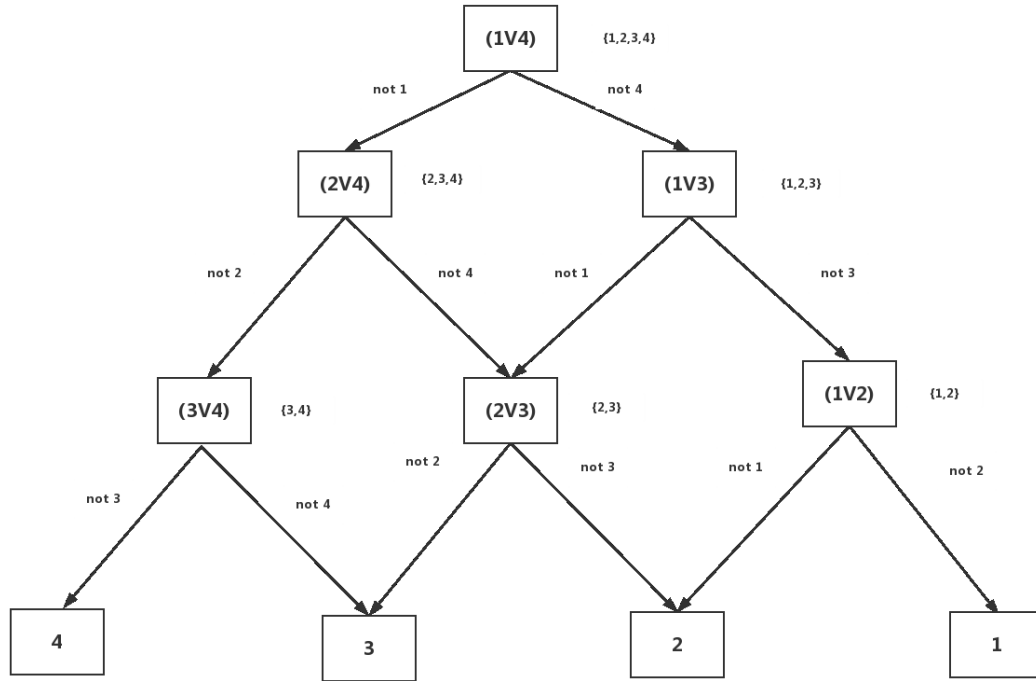 (1V4)
{1,2,3,4}
not 1
not 4
(2V4)
{2,3,4}
(1V3)
{1,2,3}
not 2
not 4
not 1
not 3
(3V4)
{3,4}
(2V3)
{2,3}
(1V2)
{1,2}
not 3
not 4
not 2
not 3
not 1
not 2
4
3
2
1